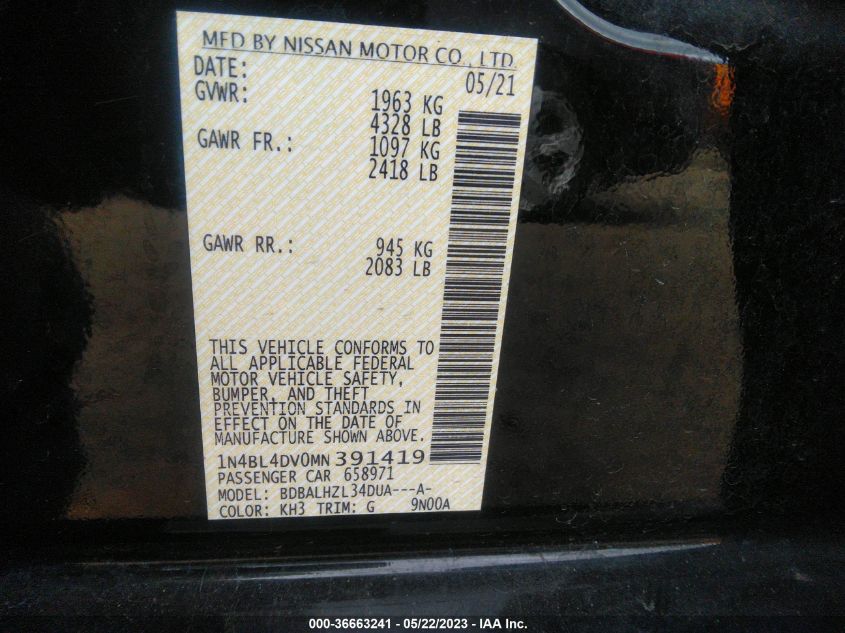 MFD BY NISSAN MOTOR CO., LTD.
DATE: 05/21
GVWR: 1963 KG
4328 LB
GAWR FR.: 1097 KG
2418 LB
GAWR RR.: 945 KG
2083 LB
THIS VEHICLE CONFORMS TO
ALL APPLICABLE FEDERAL
MOTOR VEHICLE SAFETY,
BUMPER, AND THEFT
PREVENTION STANDARDS IN
EFFECT ON THE DATE OF
MANUFACTURE SHOWN ABOVE.
1N4BL4DV0MN391419
PASSENGER CAR 658971
MODEL: BDBALHZL34DUA---A-
COLOR: KH3 TRIM: G 9N00A
000-36663241 - 05/22/2023 - IAA Inc.